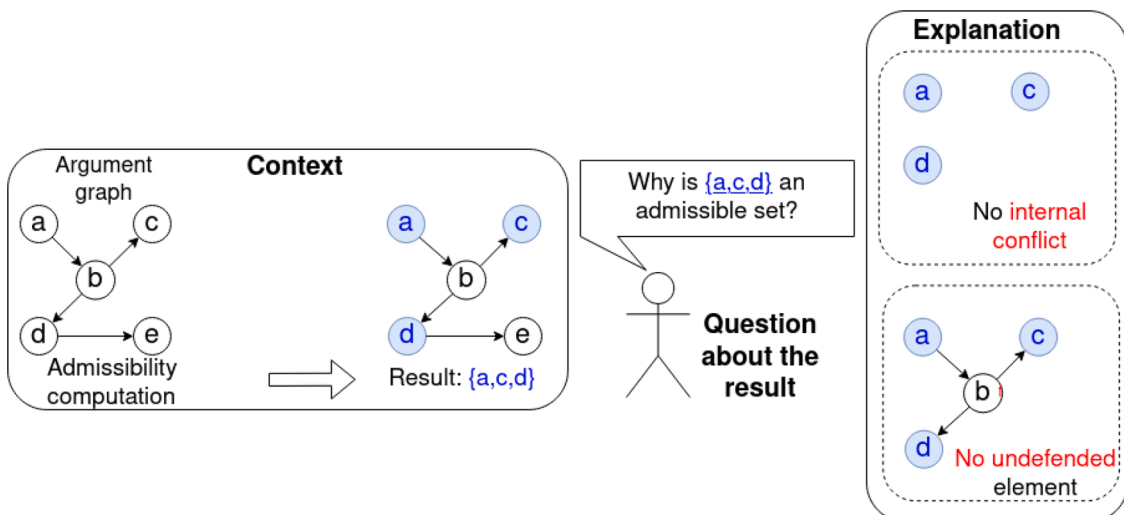 Context
Argument
graph
a
c
b
d
e
Admissibility
computation
a
c
b
d
e
Result: {a,c,d}
Why is {a,c,d} an
admissible set?
Question
about the
result
Explanation
a
c
d
No internal
conflict
a
c
b
d
No undefended
element